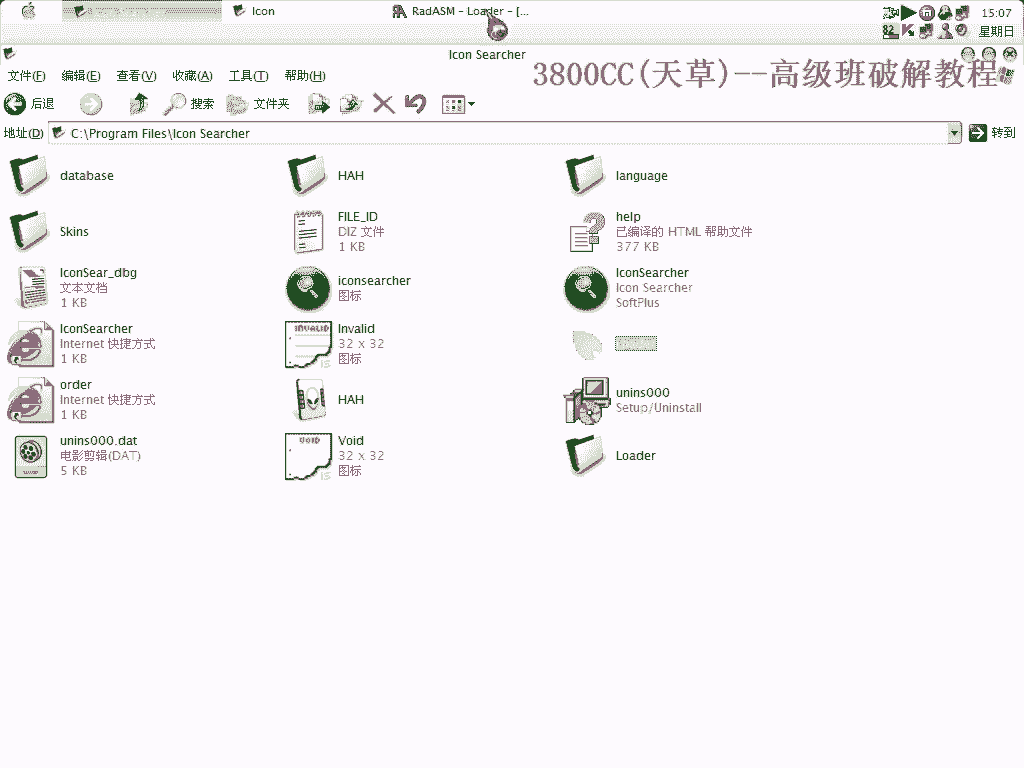 Icon
RadASM - Loader - [...
15:07
82
星期日
Icon Searcher
3800CC(天草)--高级班破解教程
文件(F) 编辑(E) 查看(V) 收藏(A) 工具(T) 帮助(H)
后退 搜索 文件夹
地址(D) C:\Program Files\Icon Searcher 转到
database
HAH
language
Skins
FILE_ID
DIZ 文件
1 KB
help
已编译的 HTML 帮助文件
377 KB
IconSear_dbg
文本文档
1 KB
iconsearcher
图标
IconSearcher
Icon Searcher
SoftPlus
IconSearcher
Internet 快捷方式
1 KB
INVALID
IS
Invalid
32 x 32
图标
order
Internet 快捷方式
1 KB
HAH
unins000
Setup/Uninstall
unins000.dat
电影剪辑(DAT)
5 KB
VOID
IS
Void
32 x 32
图标
Loader